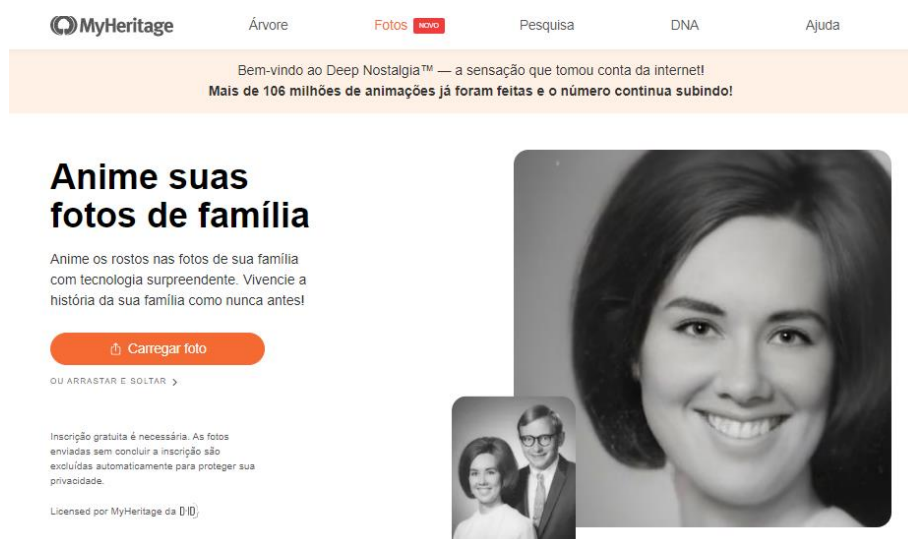 MyHeritage
Árvore
Fotos NOVO
Pesquisa
DNA
Ajuda
Bem-vindo ao Deep Nostalgia™ — a sensação que tomou conta da internet!
Mais de 106 milhões de animações já foram feitas e o número continua subindo!
Anime suas
fotos de família
Anime os rostos nas fotos de sua família
com tecnologia surpreendente. Vivencie a
história da sua família como nunca antes!
Carregar foto
OU ARRASTAR E SOLTAR >
Inscrição gratuita é necessária. As fotos
enviadas sem concluir a inscrição são
excluídas automaticamente para proteger sua
privacidade.
Licensed por MyHeritage da D-ID